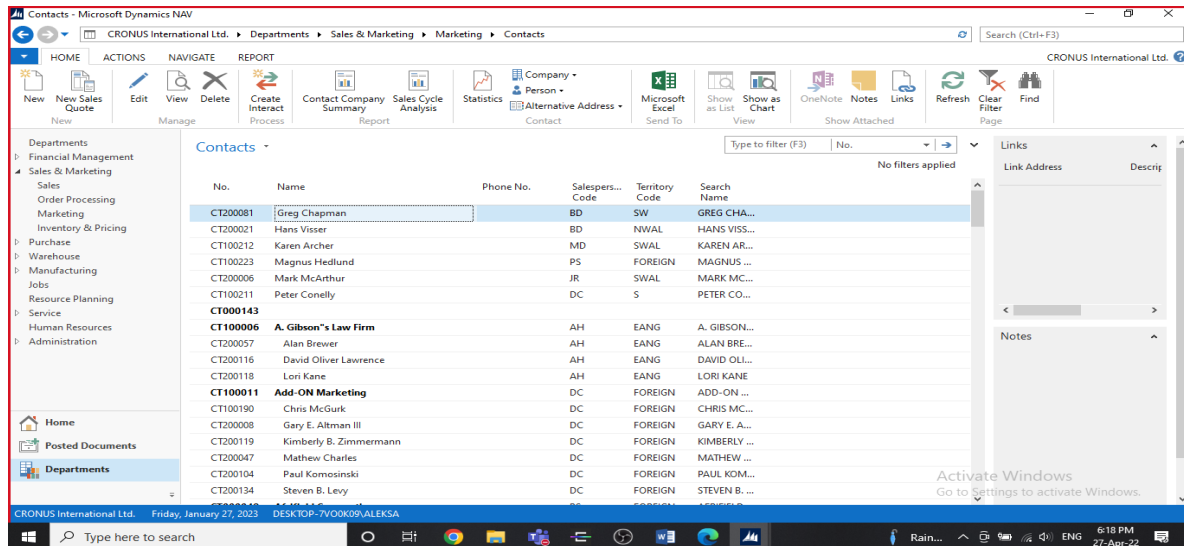 Contacts - Microsoft Dynamics NAV
CRONUS International Ltd. Departments Sales & Marketing Marketing Contacts Search (Ctrl+F3)
HOME ACTIONS NAVIGATE REPORT CRONUS International Ltd.
New New Sales Quote Edit View Delete Create Interact Contact Company Summary Sales Cycle Analysis Statistics Company Person Alternative Address Microsoft Excel Show as List Show as Chart OneNote Notes Links Refresh Clear Filter Find
New Manage Process Report Contact Send To View Show Attached Page
Departments
Financial Management
Sales & Marketing
Sales
Order Processing
Marketing
Inventory & Pricing
Purchase
Warehouse
Manufacturing
Jobs
Resource Planning
Service
Human Resources
Administration
Home
Posted Documents
Departments
Contacts Type to filter (F3) No.
No filters applied
No. Name Phone No. Salespers... Code Territory Code Search Name
CT200081 Greg Chapman BD SW GREG CHA...
CT200021 Hans Visser BD NWAL HANS VISS...
CT100212 Karen Archer MD SWAL KAREN AR...
CT100223 Magnus Hedlund PS FOREIGN MAGNUS ...
CT200006 Mark McArthur JR SWAL MARK MC...
CT100211 Peter Conelly DC S PETER CO...
CT000143
CT100006 A. Gibson"s Law Firm AH EANG A. GIBSON...
CT200057 Alan Brewer AH EANG ALAN BRE...
CT200116 David Oliver Lawrence AH EANG DAVID OLI...
CT200118 Lori Kane AH EANG LORI KANE
CT100011 Add-ON Marketing DC FOREIGN ADD-ON ...
CT100190 Chris McGurk DC FOREIGN CHRIS MC...
CT200008 Gary E. Altman III DC FOREIGN GARY E. A...
CT200119 Kimberly B. Zimmermann DC FOREIGN KIMBERLY ...
CT200047 Mathew Charles DC FOREIGN MATHEW ...
CT200104 Paul Komosinski DC FOREIGN PAUL KOM...
CT200134 Steven B. Levy DC FOREIGN STEVEN B. ...
Links
Link Address Descrip
Notes
Activate Windows
Go to Settings to activate Windows.
CRONUS International Ltd. Friday, January 27, 2023 DESKTOP-7VO0K09\ALEKSA
Type here to search Rain... ENG 6:18 PM
27-Apr-22